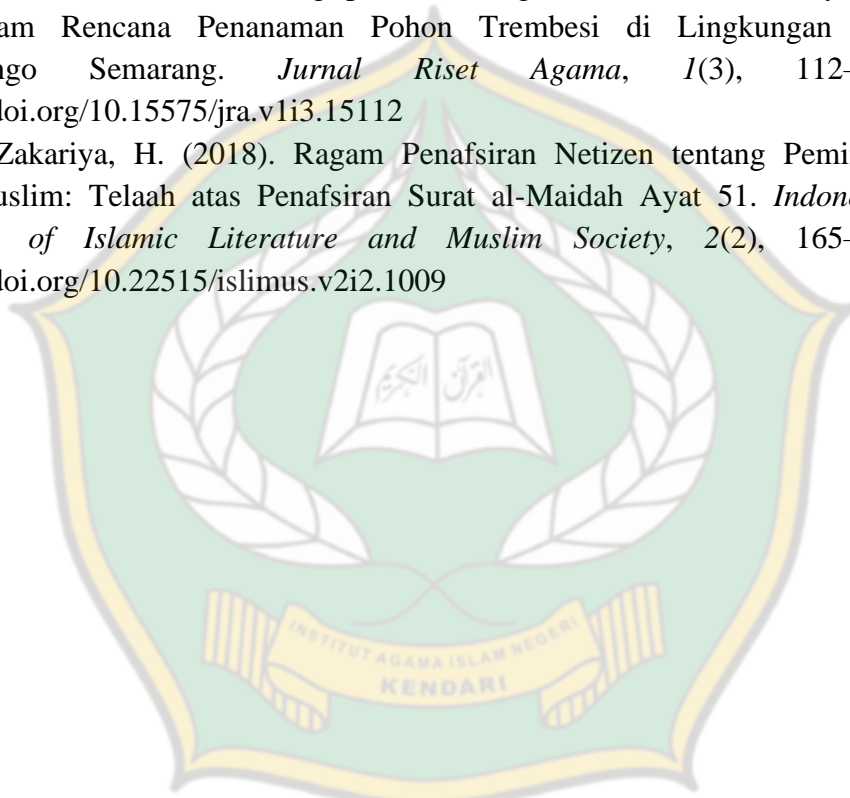 am Rencana Penanaman Pohon Trembesi di Lingkungan
ngo Semarang. Jurnal Riset Agama, 1(3), 112–
doi.org/10.15575/jra.v1i3.15112
Zakariya, H. (2018). Ragam Penafsiran Netizen tentang Pemi
uslim: Telaah atas Penafsiran Surat al-Maidah Ayat 51. Indone
of Islamic Literature and Muslim Society, 2(2), 165–
doi.org/10.22515/islimus.v2i2.1009
القرآن الكريم
INSTITUT AGAMA ISLAM NEGERI
KENDARI